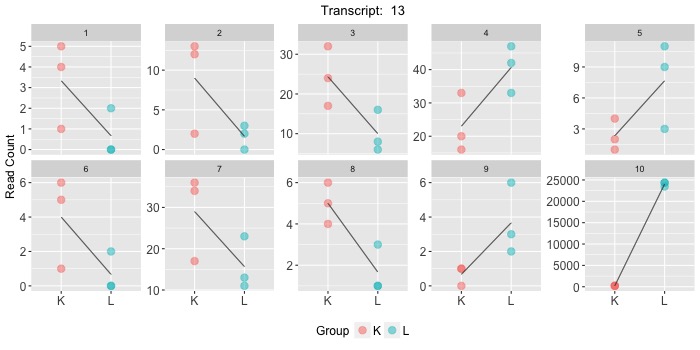 Transcript: 13
1 2 3 4 5
5 4 3 2 1 0
10 5 0
30 20 10
40 30 20
9 6 3
Read Count
6 7 8 9 10
6 4 2 0
30 20 10
6 4 2
6 4 2 0
25000 20000 15000 10000 5000 0
K L K L K L K L K L
Group K L